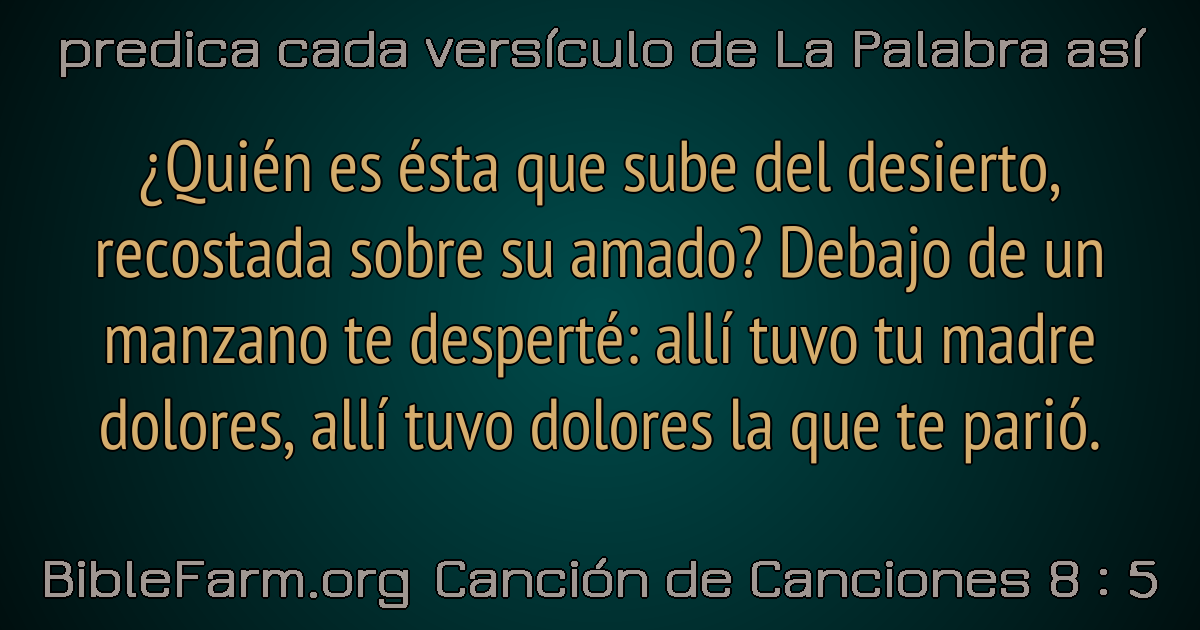 predica cada versículo de La Palabra así
¿Quién es ésta que sube del desierto,
recostada sobre su amado? Debajo de un
manzano te desperté: allí tuvo tu madre
dolores, allí tuvo dolores la que te parió.
BibleFarm.org Canción de Canciones 8 : 5